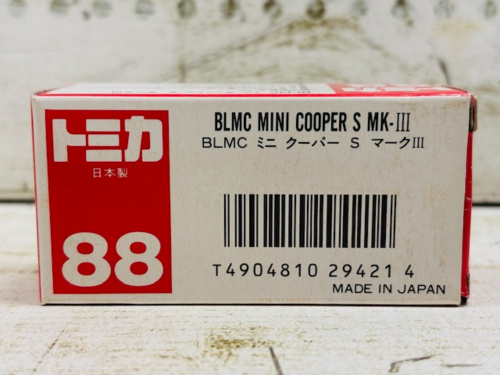 トミカ
日本製
88
BLMC MINI COOPER S MK-III
BLMC ミニ クーパー S マークIII
T4904810 29421 4
MADE IN JAPAN